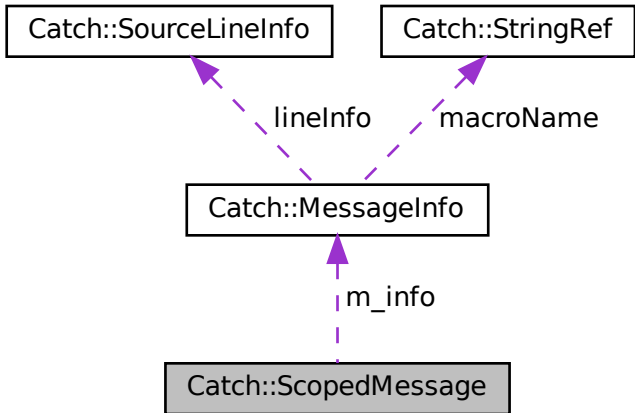 Catch::SourceLineInfo
Catch::StringRef
lineInfo
macroName
Catch::MessageInfo
m_info
Catch::ScopedMessage